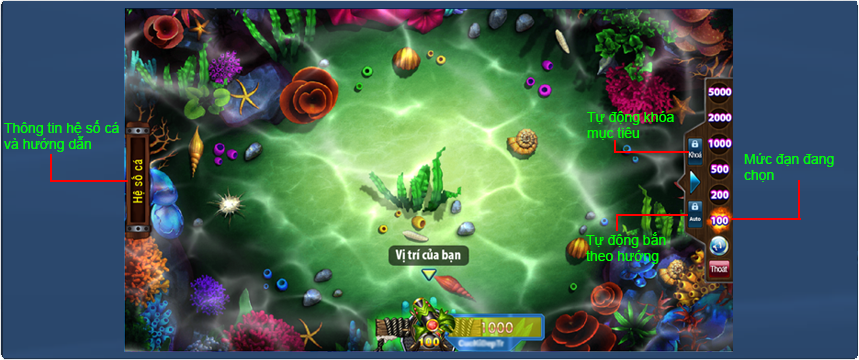 Thông tin hệ số cá
và hướng dẫn
Hệ số cá
Tự động khóa
mục tiêu
Khoá
Auto
Tự động bắn
theo hướng
5000
2000
1000
500
200
100
Thoát
Mức đạn đang
chọn
Vị trí của bạn
100
1000